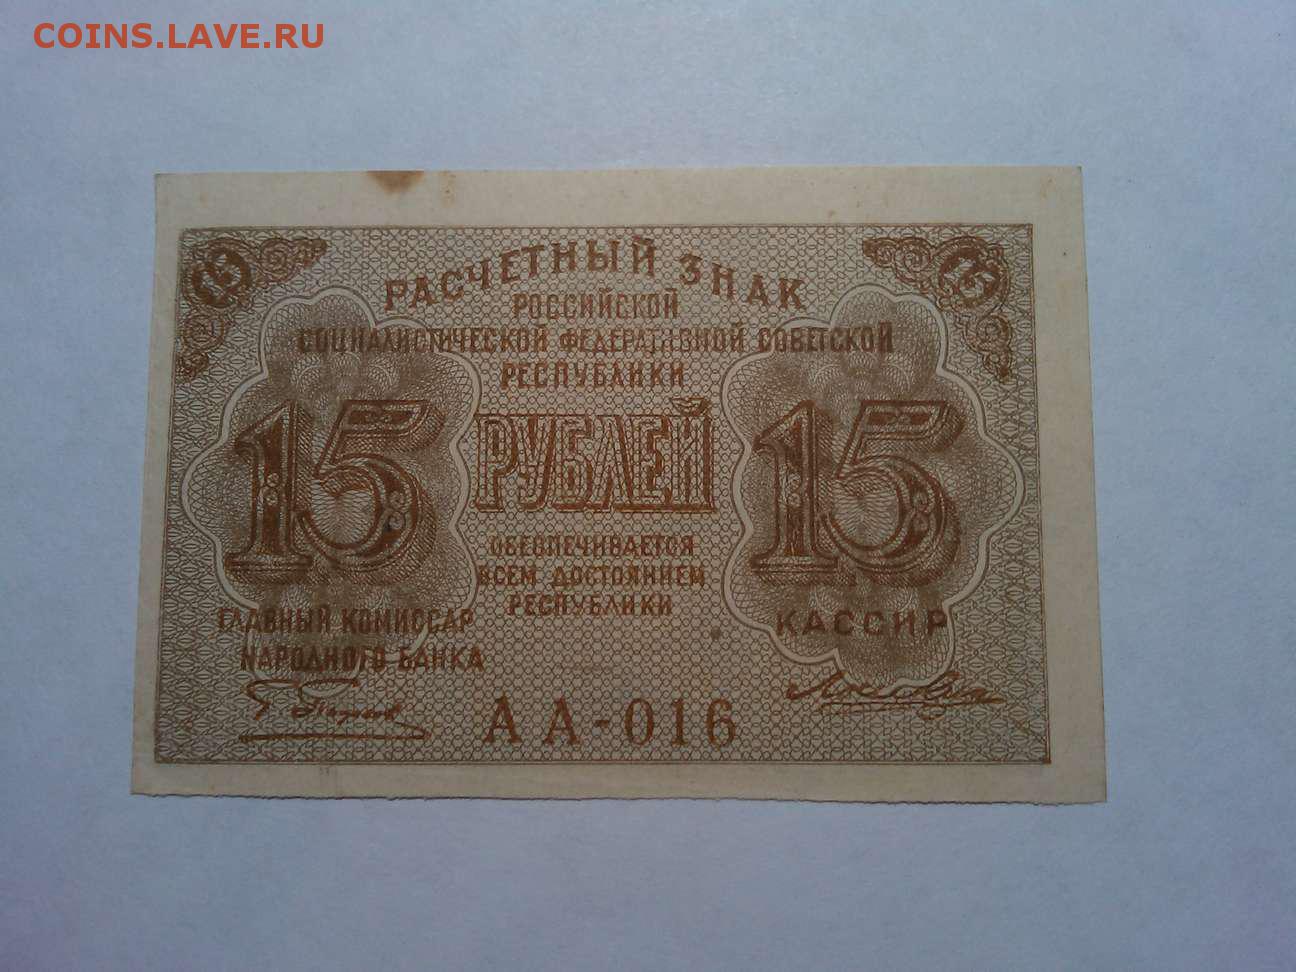 COINS.LAVE.RU
15 15
РАСЧЕТНЫЙ ЗНАК
РОССИЙСКОЙ
СОЦИАЛИСТИЧЕСКОЙ ФЕДЕРАТИВНОЙ СОВЕТСКОЙ
РЕСПУБЛИКИ
15 РУБЛЕЙ 15
ОБЕСПЕЧИВАЕТСЯ
ВСЕМ ДОСТОЯНИЕМ
РЕСПУБЛИКИ
ГЛАВНЫЙ КОМИССАР
НАРОДНОГО БАНКА
КАССИР
АА-016